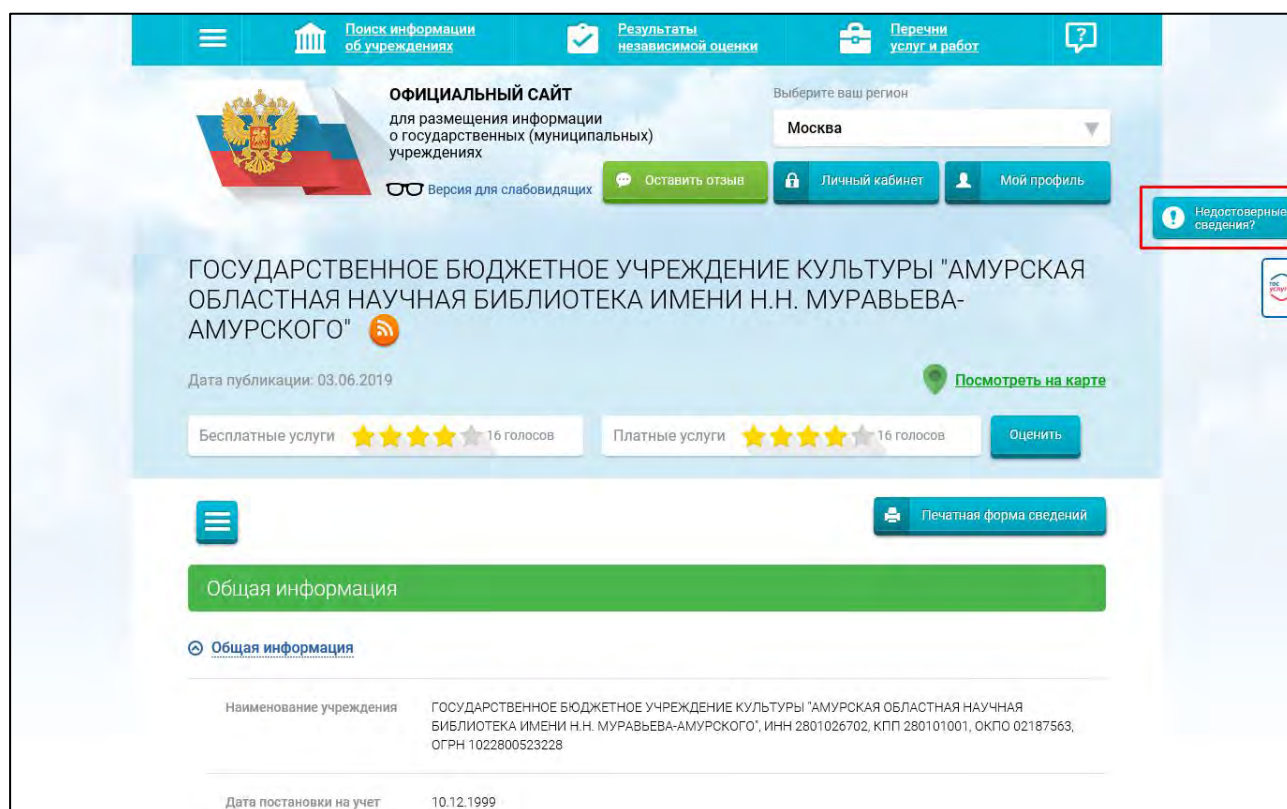 Поиск информации
об учреждениях
Результаты
независимой оценки
Перечни
услуг и работ
?
ОФИЦИАЛЬНЫЙ САЙТ
для размещения информации
о государственных (муниципальных)
учреждениях
Версия для слабовидящих
Выберите ваш регион
Москва
Оставить отзыв
Личный кабинет
Мой профиль
Недостоверные
сведения?
ГОСУДАРСТВЕННОЕ БЮДЖЕТНОЕ УЧРЕЖДЕНИЕ КУЛЬТУРЫ "АМУРСКАЯ
ОБЛАСТНАЯ НАУЧНАЯ БИБЛИОТЕКА ИМЕНИ Н.Н. МУРАВЬЕВА-
АМУРСКОГО"
Дата публикации: 03.06.2019
Посмотреть на карте
Бесплатные услуги 16 голосов
Платные услуги 16 голосов
Оценить
Печатная форма сведений
Общая информация
Общая информация
Наименование учреждения
ГОСУДАРСТВЕННОЕ БЮДЖЕТНОЕ УЧРЕЖДЕНИЕ КУЛЬТУРЫ "АМУРСКАЯ ОБЛАСТНАЯ НАУЧНАЯ
БИБЛИОТЕКА ИМЕНИ Н.Н. МУРАВЬЕВА-АМУРСКОГО", ИНН 2801026702, КПП 280101001, ОКПО 02187563,
ОГРН 1022800523228
Дата постановки на учет 10.12.1999